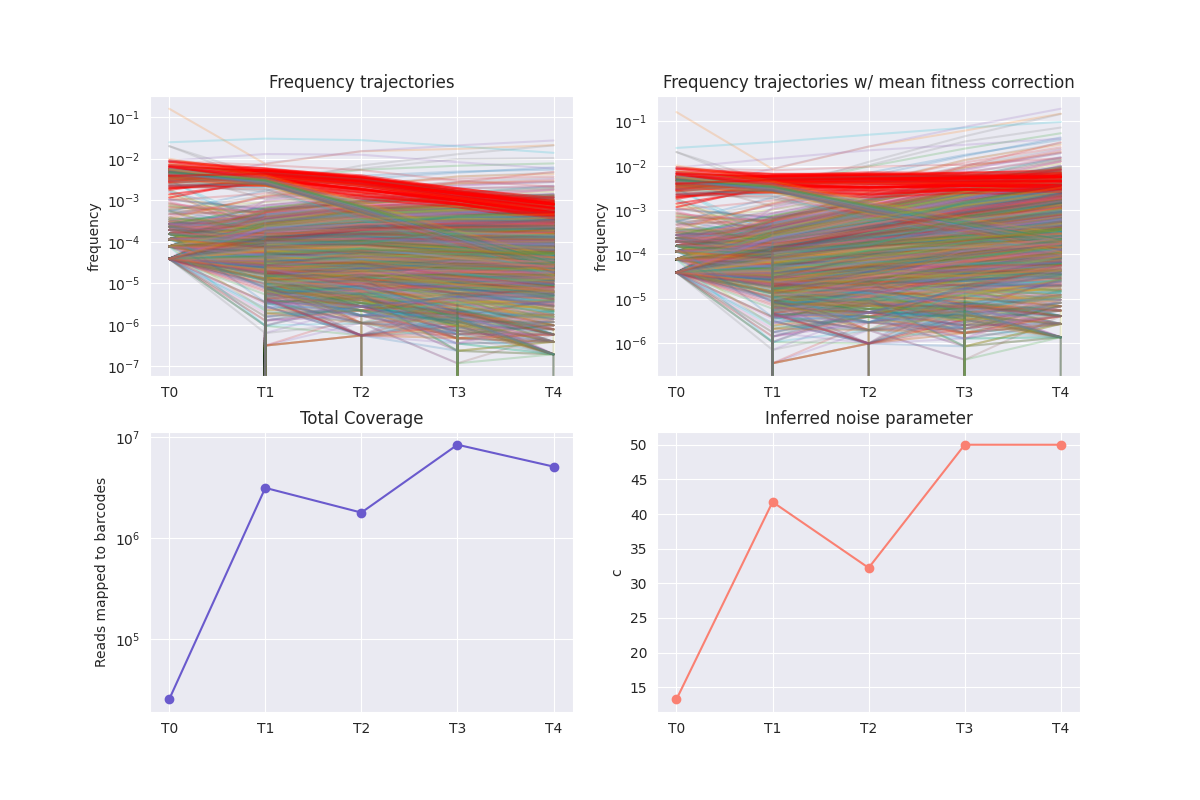 Frequency trajectories
frequency
10⁻¹
10⁻²
10⁻³
10⁻⁴
10⁻⁵
10⁻⁶
10⁻⁷
T0 T1 T2 T3 T4
Frequency trajectories w/ mean fitness correction
frequency
10⁻¹
10⁻²
10⁻³
10⁻⁴
10⁻⁵
10⁻⁶
T0 T1 T2 T3 T4
Total Coverage
Reads mapped to barcodes
10⁷
10⁶
10⁵
T0 T1 T2 T3 T4
Inferred noise parameter
c
50
45
40
35
30
25
20
15
T0 T1 T2 T3 T4